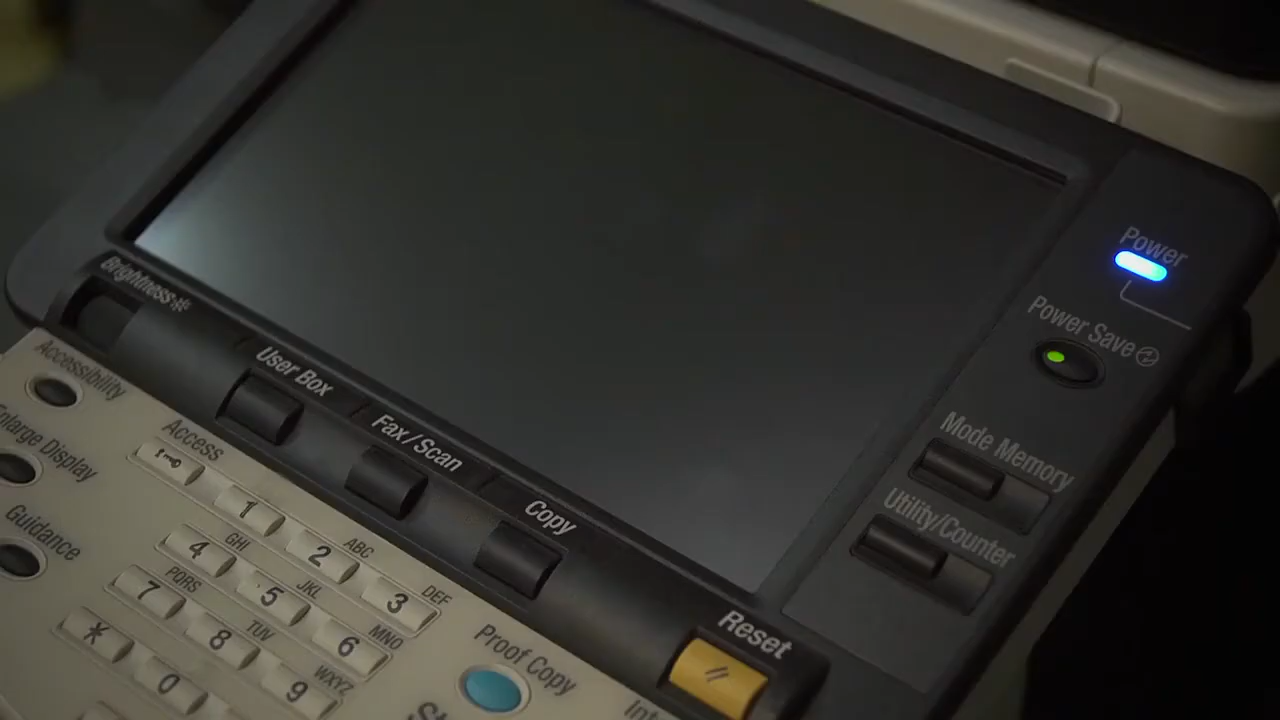 Power
Power Save
Brightness
Accessibility
User Box
Fax/Scan
Mode Memory
Enlarge Display
Access
Copy
Utility/Counter
Guidance
1
2 ABC
3 DEF
4 GHI
5 JKL
6 MNO
7 PQRS
8 TUV
9 WXYZ
*
0
Proof Copy
Reset